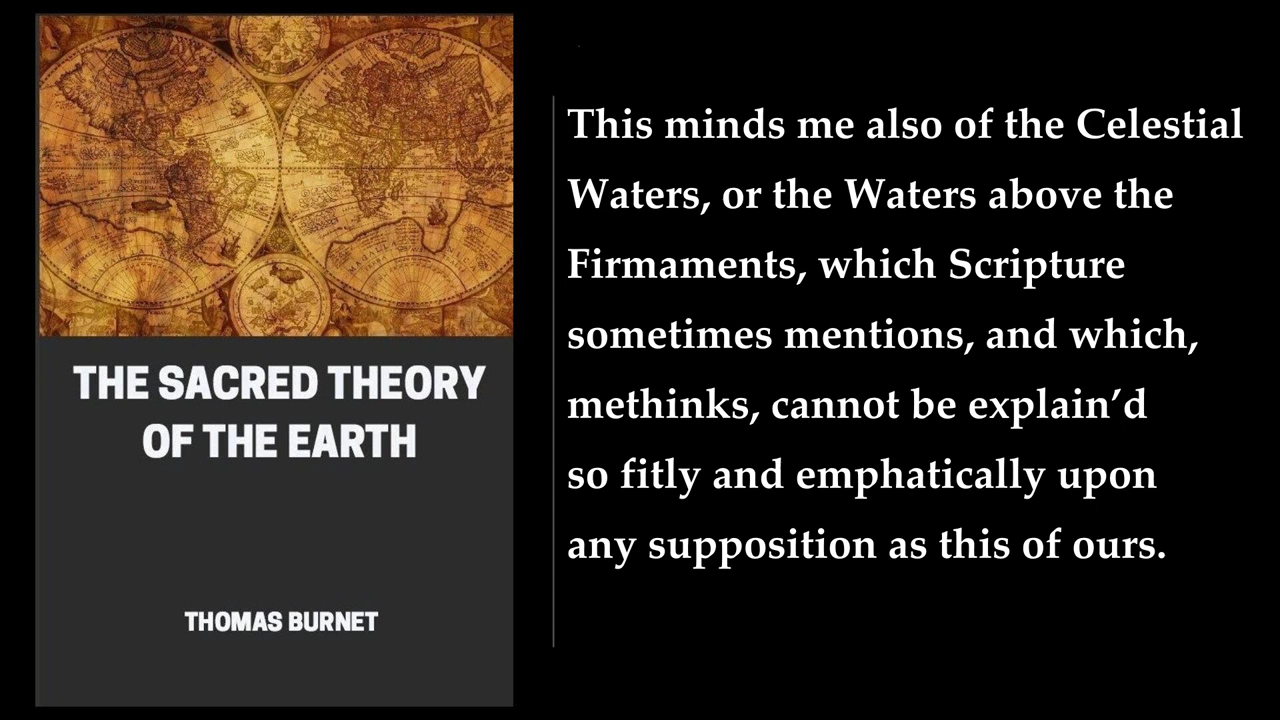 THE SACRED THEORY
OF THE EARTH
THOMAS BURNET
This minds me also of the Celestial
Waters, or the Waters above the
Firmaments, which Scripture
sometimes mentions, and which,
methinks, cannot be explain’d
so fitly and emphatically upon
any supposition as this of ours.